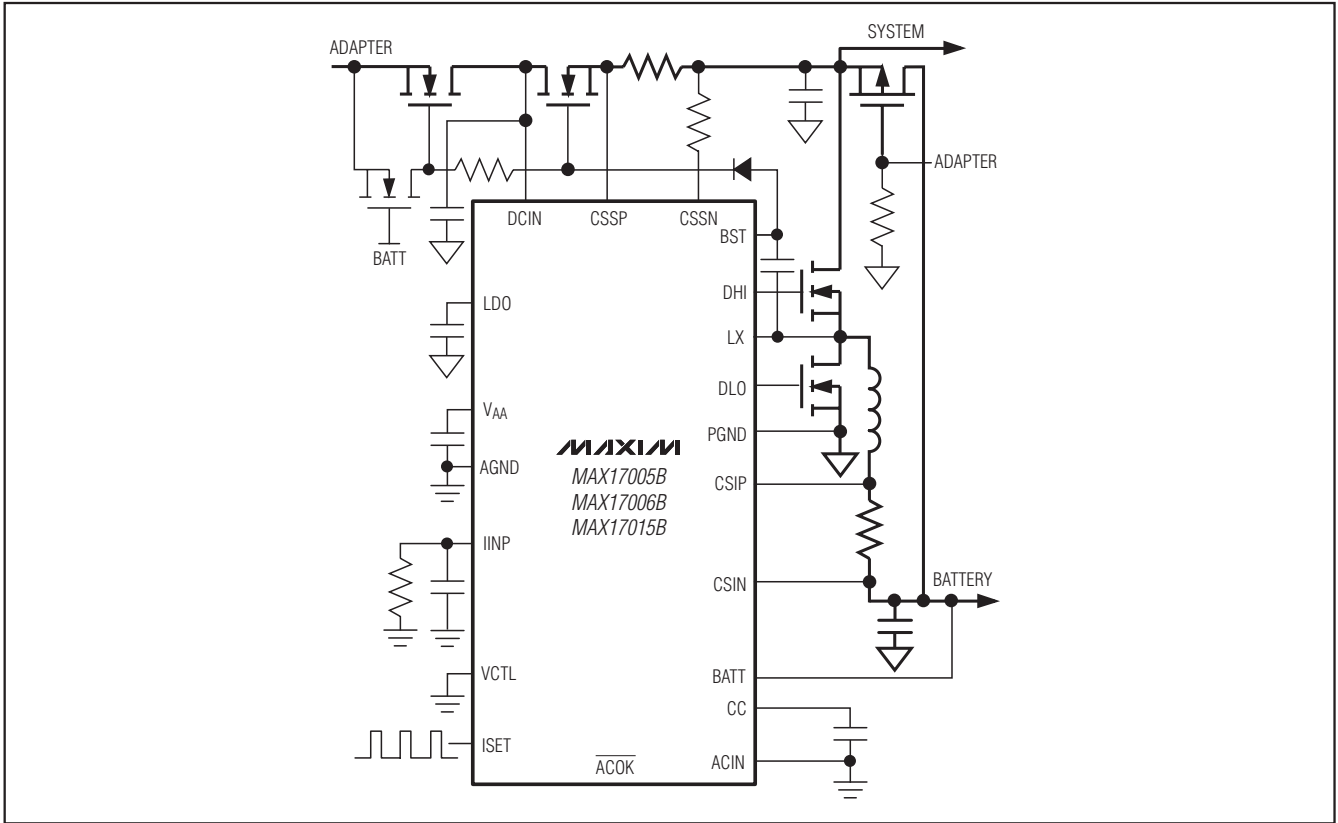 SYSTEM
ADAPTER
ADAPTER
BATT
DCIN
CSSP
CSSN
BST
DHI
LX
DLO
PGND
CSIP
CSIN
BATT
CC
ACIN
LDO
VAA
AGND
IINP
VCTL
ISET
ACOK
MAXIM
MAX17005B
MAX17006B
MAX17015B
BATTERY